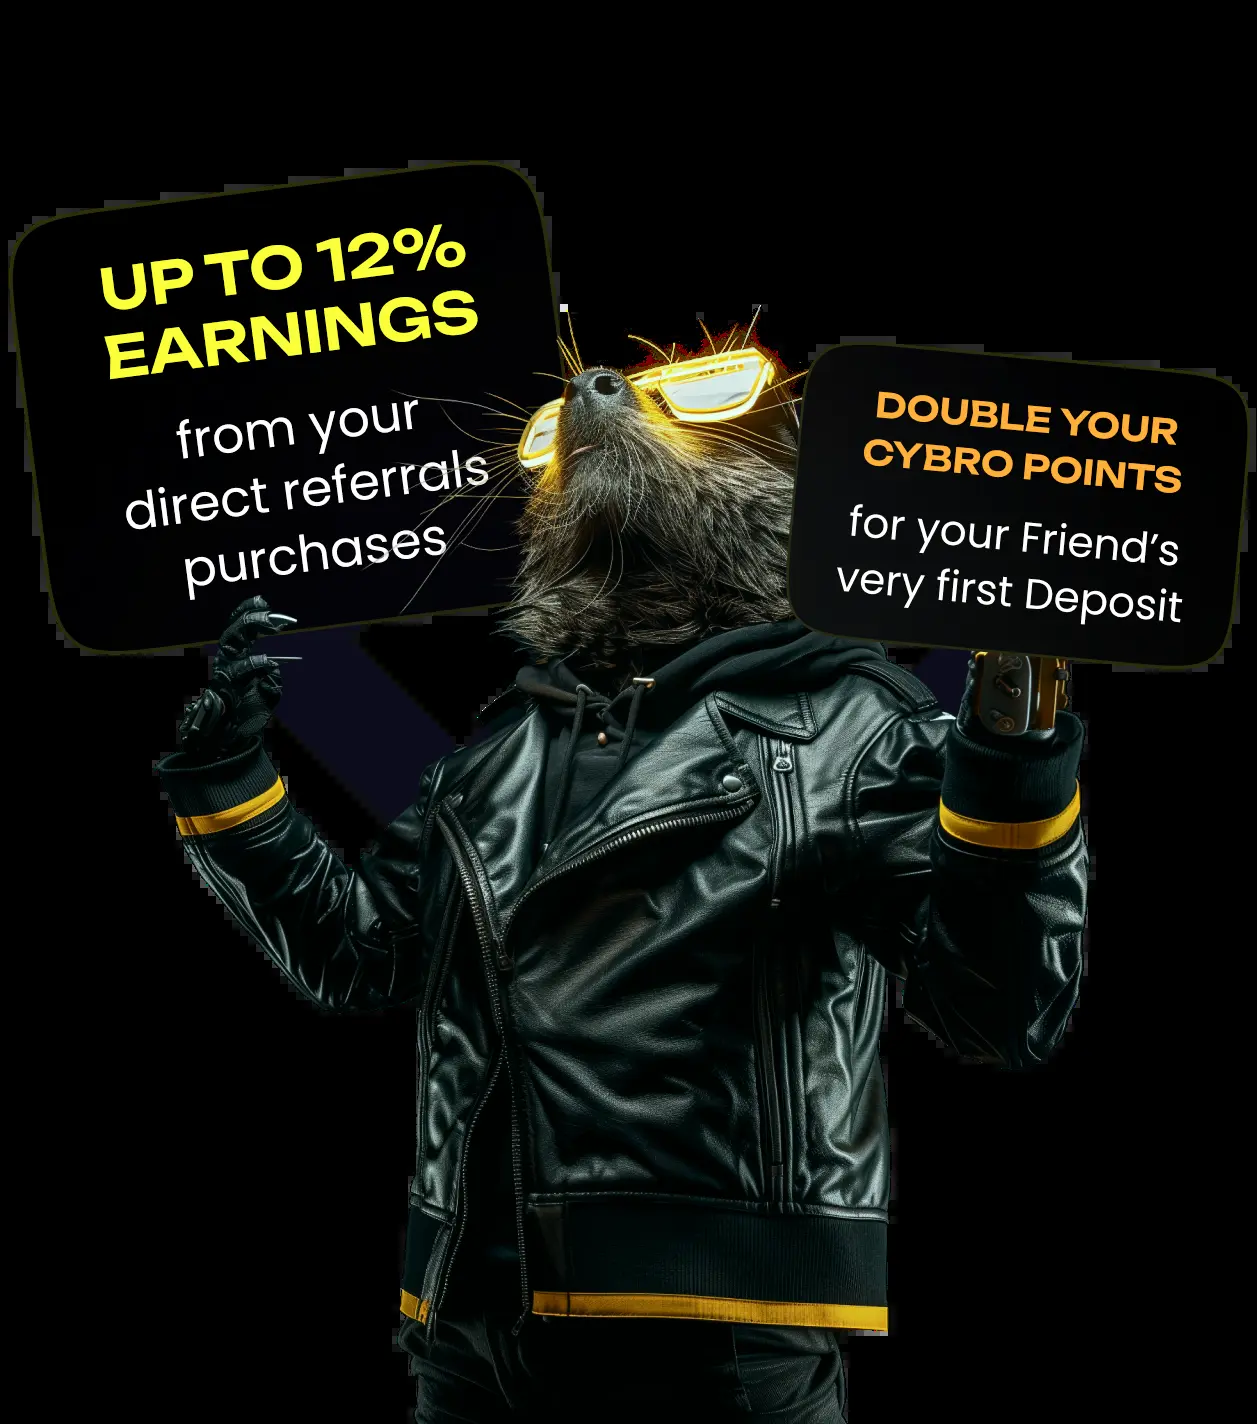 UP TO 12%
EARNINGS
from your
direct referrals
purchases
DOUBLE YOUR
CYBRO POINTS
for your Friend’s
very first Deposit